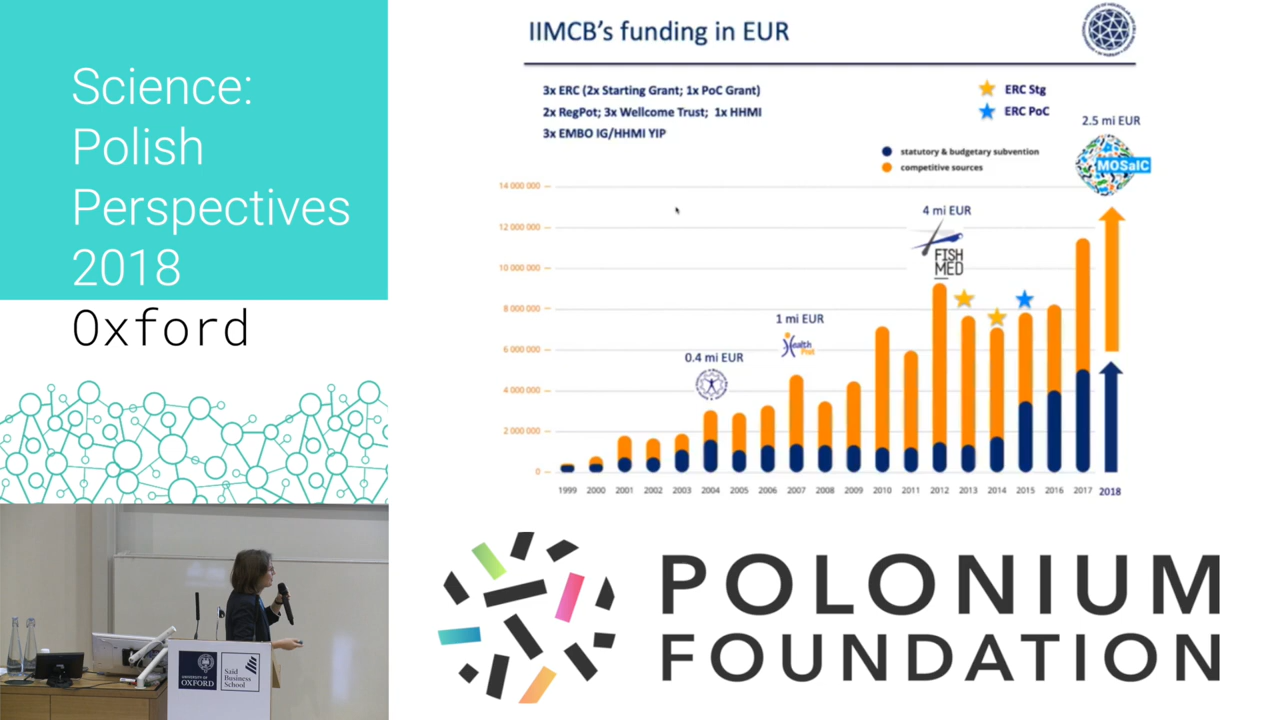 Science:
Polish
Perspectives
2018
Oxford
IIMCB's funding in EUR
3x ERC (2x Starting Grant; 1x PoC Grant)
2x RegPot; 3x Wellcome Trust; 1x HHMI
3x EMBO IG/HHMI YIP
ERC Stg
ERC PoC
2.5 mi EUR
MOSaIC
statutory & budgetary subvention
competitive sources
14 000 000
12 000 000
10 000 000
8 000 000
6 000 000
4 000 000
2 000 000
0
4 mi EUR
FISH
MED
1 mi EUR
Health
Prot
0.4 mi EUR
1999 2000 2001 2002 2003 2004 2005 2006 2007 2008 2009 2010 2011 2012 2013 2014 2015 2016 2017 2018
UNIVERSITY OF
OXFORD
Saïd
Business
School
POLONIUM
FOUNDATION